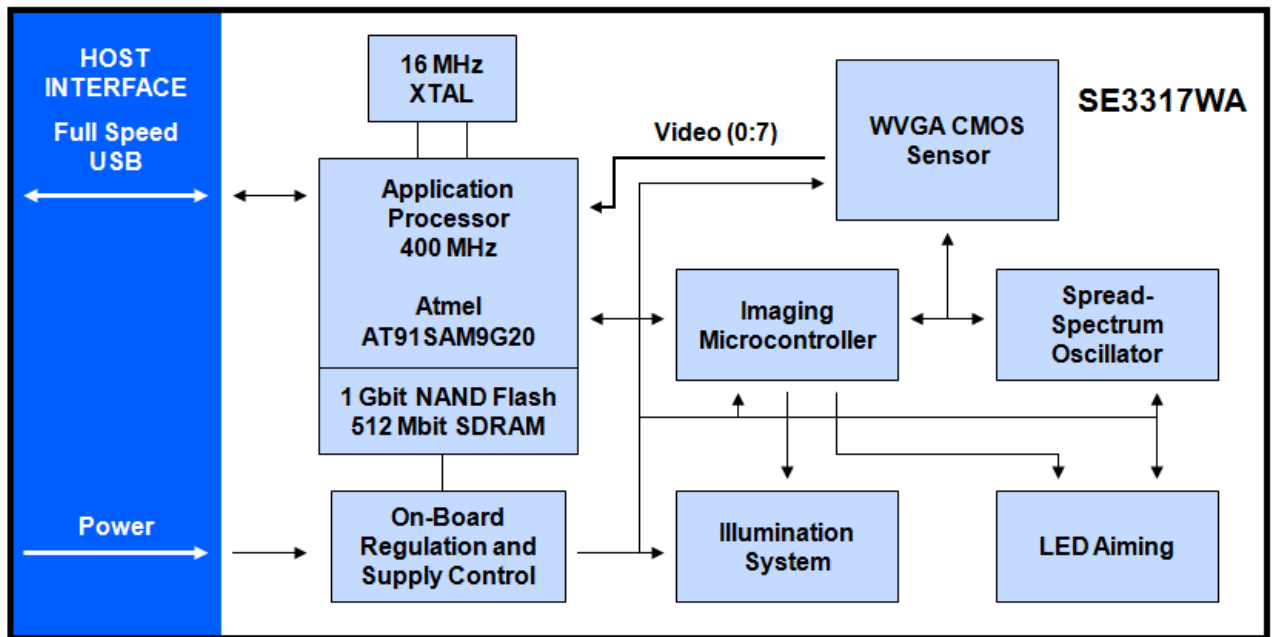 HOST
INTERFACE
Full Speed
USB
Power
16 MHz
XTAL
Application
Processor
400 MHz
Atmel
AT91SAM9G20
1 Gbit NAND Flash
512 Mbit SDRAM
On-Board
Regulation and
Supply Control
Video (0:7)
WVGA CMOS
Sensor
SE3317WA
Imaging
Microcontroller
Spread-
Spectrum
Oscillator
Illumination
System
LED Aiming